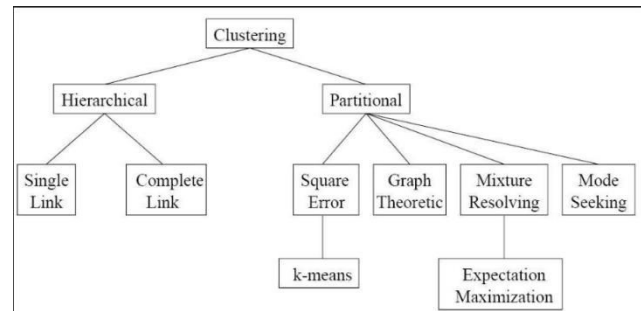 Clustering
Hierarchical
Partitional
Single
Link
Complete
Link
Square
Error
Graph
Theoretic
Mixture
Resolving
Mode
Seeking
k-means
Expectation
Maximization